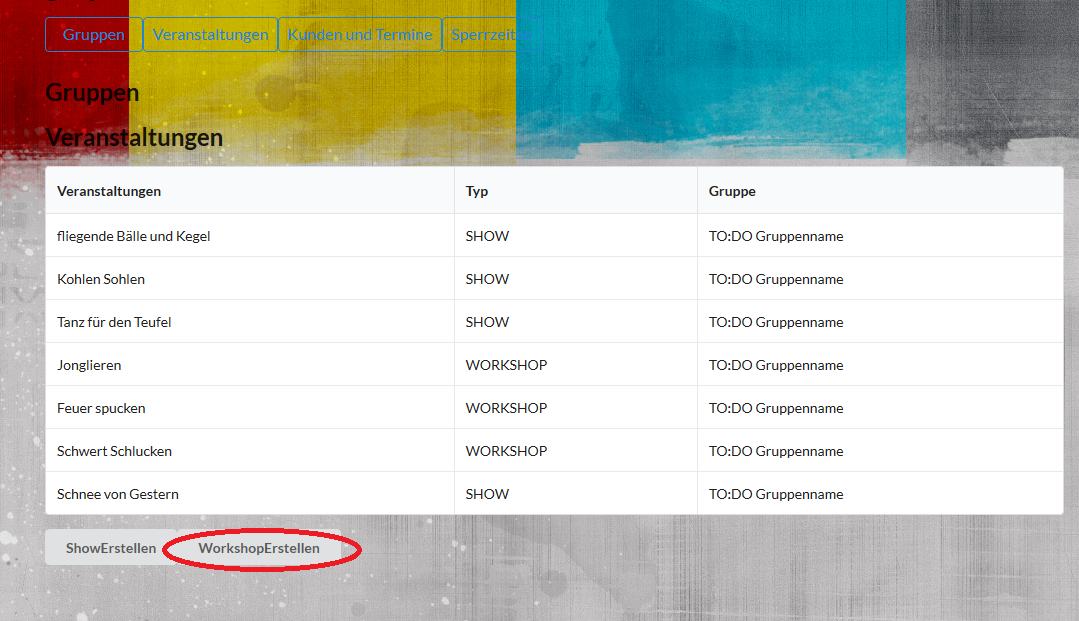 Gruppen Veranstaltungen Kunden und Termine
Gruppen
Veranstaltungen
Veranstaltungen Typ Gruppe
fliegende Bälle und Kegel SHOW TO:DO Gruppenname
Kohlen Sohlen SHOW TO:DO Gruppenname
Tanz für den Teufel SHOW TO:DO Gruppenname
Jonglieren WORKSHOP TO:DO Gruppenname
Feuer spucken WORKSHOP TO:DO Gruppenname
Schwert Schlucken WORKSHOP TO:DO Gruppenname
Schnee von Gestern SHOW TO:DO Gruppenname
ShowErstellen WorkshopErstellen